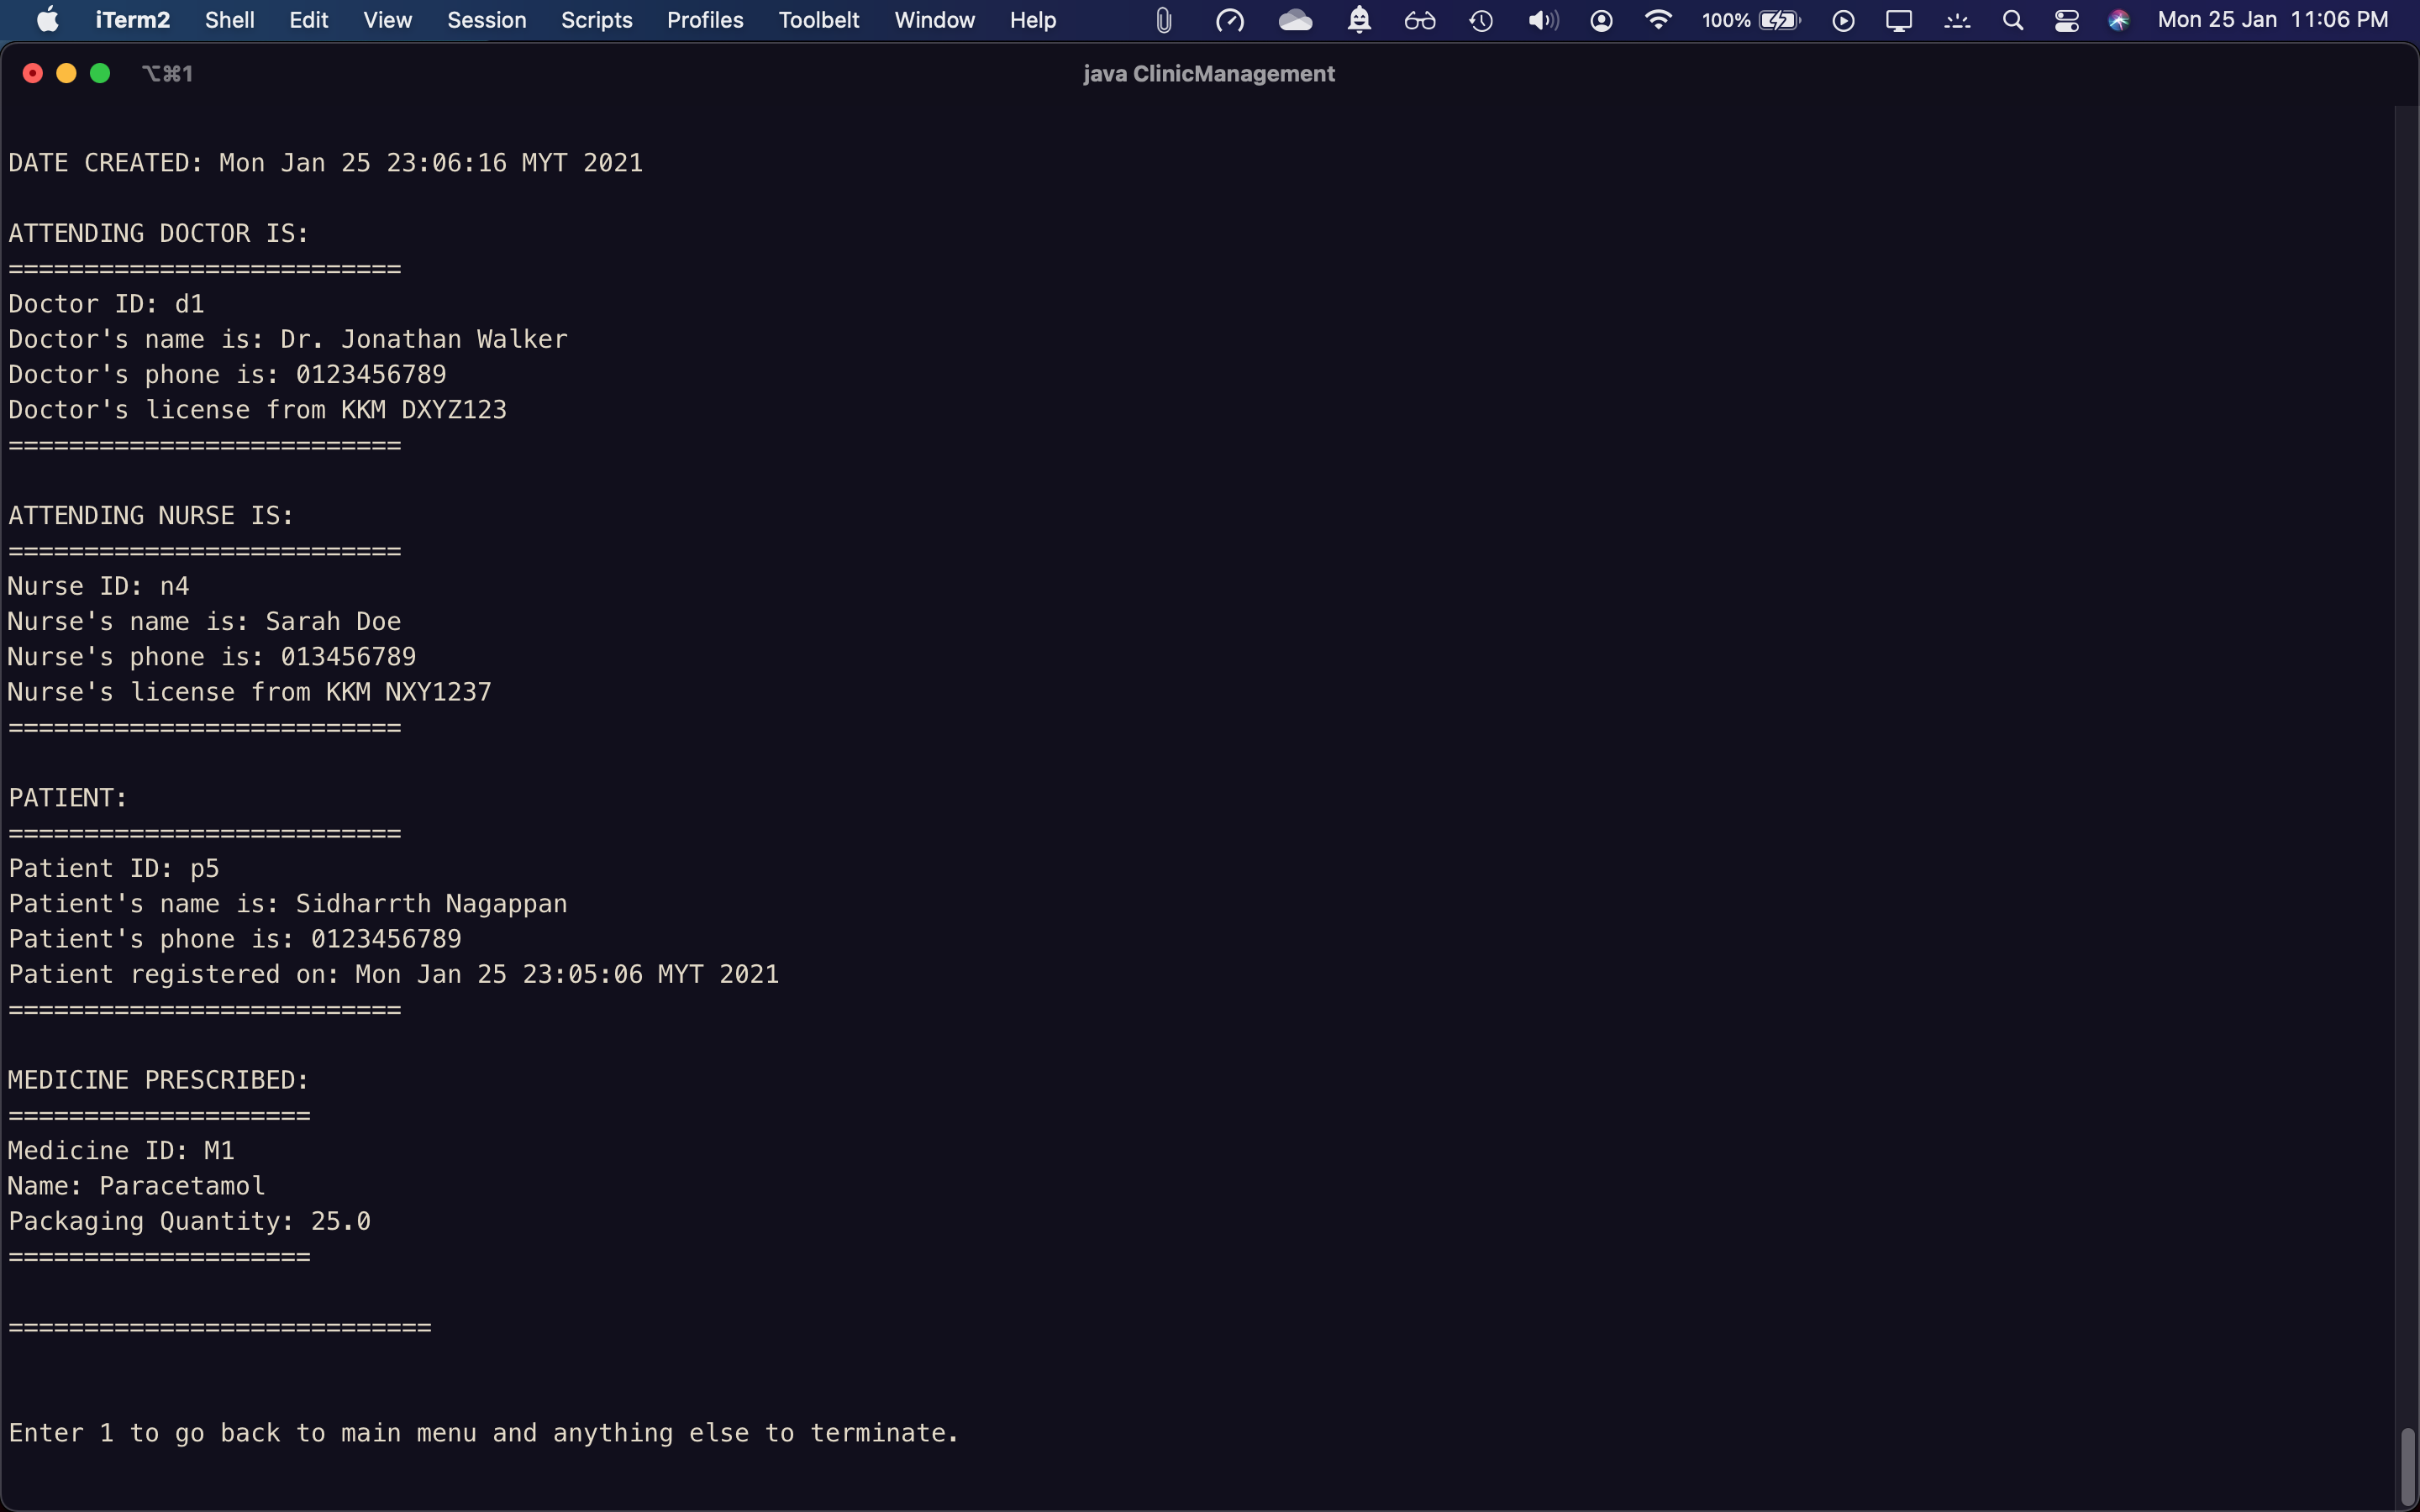 iTerm2 Shell Edit View Session Scripts Profiles Toolbelt Window Help 100% Mon 25 Jan 11:06 PM
⌥⌘1 java ClinicManagement
DATE CREATED: Mon Jan 25 23:06:16 MYT 2021
ATTENDING DOCTOR IS:
==========================
Doctor ID: d1
Doctor's name is: Dr. Jonathan Walker
Doctor's phone is: 0123456789
Doctor's license from KKM DXYZ123
==========================
ATTENDING NURSE IS:
==========================
Nurse ID: n4
Nurse's name is: Sarah Doe
Nurse's phone is: 013456789
Nurse's license from KKM NXY1237
==========================
PATIENT:
==========================
Patient ID: p5
Patient's name is: Sidharrth Nagappan
Patient's phone is: 0123456789
Patient registered on: Mon Jan 25 23:05:06 MYT 2021
==========================
MEDICINE PRESCRIBED:
====================
Medicine ID: M1
Name: Paracetamol
Packaging Quantity: 25.0
====================
============================
Enter 1 to go back to main menu and anything else to terminate.